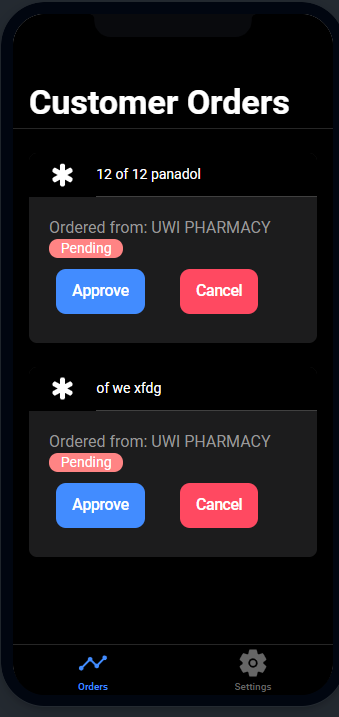 Customer Orders
12 of 12 panadol
Ordered from: UWI PHARMACY
Pending
Approve Cancel
of we xfdg
Ordered from: UWI PHARMACY
Pending
Approve Cancel
Orders Settings